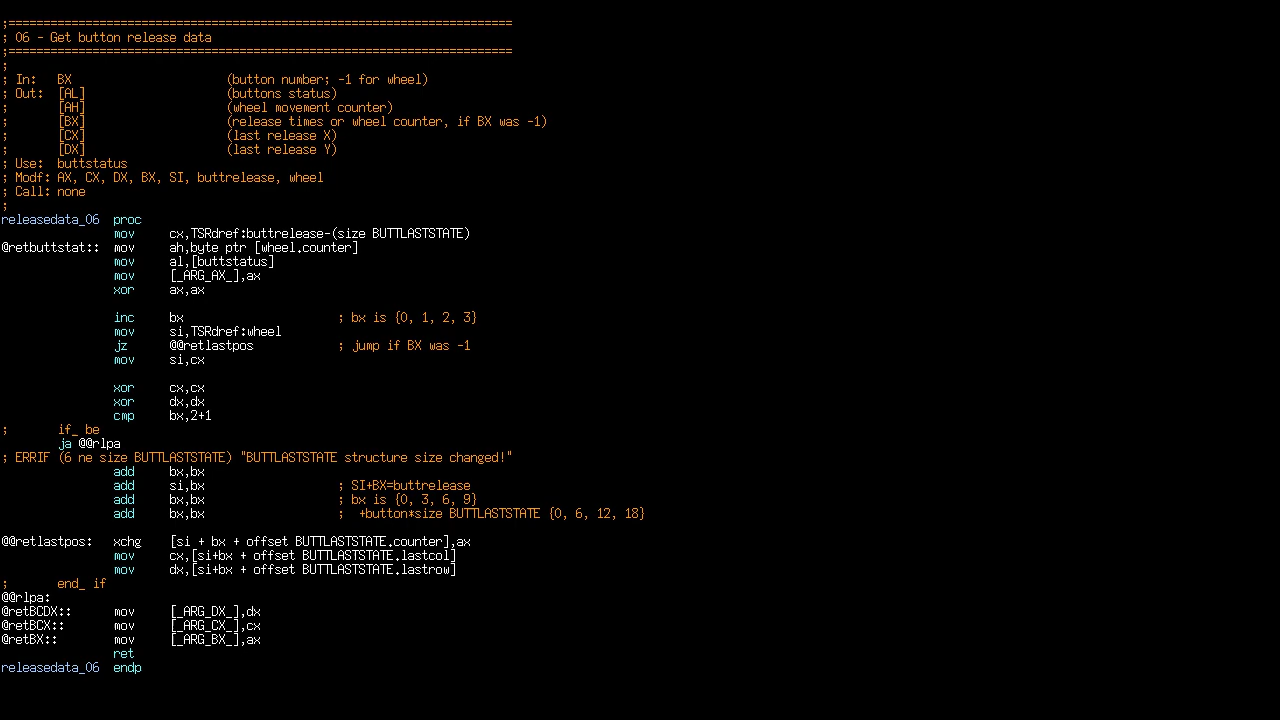 ;========================================================================
; 06 - Get button release data
;========================================================================
;
; In:   BX                      (button number; -1 for wheel)
; Out:  [AL]                    (buttons status)
;       [AH]                    (wheel movement counter)
;       [BX]                    (release times or wheel counter, if BX was -1)
;       [CX]                    (last release X)
;       [DX]                    (last release Y)
; Use:  buttstatus
; Modf: AX, CX, DX, BX, SI, buttrelease, wheel
; Call: none
;
releasedata_06  proc
                mov     cx,TSRdref:buttrelease-(size BUTTLASTSTATE)
@retbuttstat::  mov     ah,byte ptr [wheel.counter]
                mov     al,[buttstatus]
                mov     [_ARG_AX_],ax
                xor     ax,ax

                inc     bx                      ; bx is {0, 1, 2, 3}
                mov     si,TSRdref:wheel
                jz      @@retlastpos            ; jump if BX was -1
                mov     si,cx

                xor     cx,cx
                xor     dx,dx
                cmp     bx,2+1
;       if_ be
        ja @@rlpa
; ERRIF (6 ne size BUTTLASTSTATE) "BUTTLASTSTATE structure size changed!"
                add     bx,bx
                add     si,bx                   ; SI+BX=buttrelease
                add     bx,bx                   ; bx is {0, 3, 6, 9}
                add     bx,bx                   ;  +button*size BUTTLASTSTATE {0, 6, 12, 18}

@@retlastpos:   xchg    [si + bx + offset BUTTLASTSTATE.counter],ax
                mov     cx,[si+bx + offset BUTTLASTSTATE.lastcol]
                mov     dx,[si+bx + offset BUTTLASTSTATE.lastrow]
;       end_ if
@@rlpa:
@retBCDX::      mov     [_ARG_DX_],dx
@retBCX::       mov     [_ARG_CX_],cx
@retBX::        mov     [_ARG_BX_],ax
                ret
releasedata_06  endp